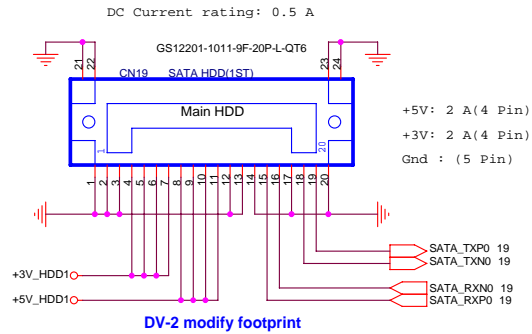 DC Current rating: 0.5 A
GS12201-1011-9F-20P-L-QT6
21
22
23
24
CN19 SATA HDD(1ST)
Main HDD
1
20
+5V: 2 A(4 Pin)
+3V: 2 A(4 Pin)
Gnd : (5 Pin)
1
2
3
4
5
6
7
8
9
10
11
12
13
14
15
16
17
18
19
20
SATA_TXP0 19
SATA_TXN0 19
+3V_HDD1
SATA_RXN0 19
+5V_HDD1
SATA_RXP0 19
DV-2 modify footprint